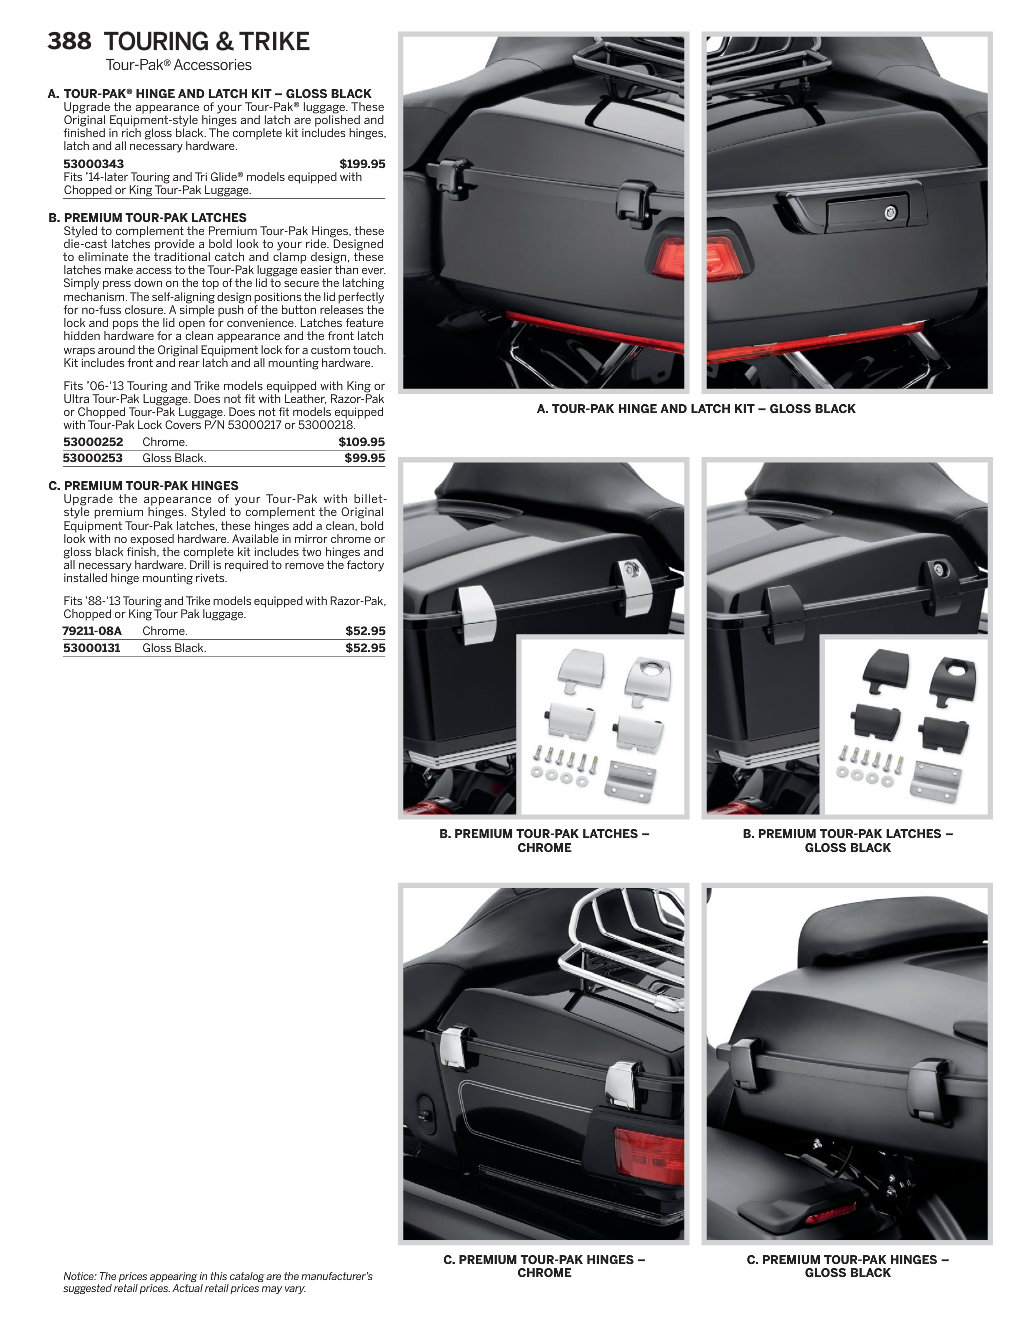 388 TOURING & TRIKE
Tour-Pak® Accessories
A. TOUR-PAK® HINGE AND LATCH KIT – GLOSS BLACK
Upgrade the appearance of your Tour-Pak® luggage. These
Original Equipment-style hinges and latch are polished and
finished in rich gloss black. The complete kit includes hinges,
latch and all necessary hardware.
53000343 $199.95
Fits ’14-later Touring and Tri Glide® models equipped with
Chopped or King Tour-Pak Luggage.
B. PREMIUM TOUR-PAK LATCHES
Styled to complement the Premium Tour-Pak Hinges, these
die-cast latches provide a bold look to your ride. Designed
to eliminate the traditional catch and clamp design, these
latches make access to the Tour-Pak luggage easier than ever.
Simply press down on the top of the lid to secure the latching
mechanism. The self-aligning design positions the lid perfectly
for no-fuss closure. A simple push of the button releases the
lock and pops the lid open for convenience. Latches feature
hidden hardware for a clean appearance and the front latch
wraps around the Original Equipment lock for a custom touch.
Kit includes front and rear latch and all mounting hardware.
Fits ’06-’13 Touring and Trike models equipped with King or
Ultra Tour-Pak Luggage. Does not fit with Leather, Razor-Pak
or Chopped Tour-Pak Luggage. Does not fit models equipped
with Tour-Pak Lock Covers P/N 53000217 or 53000218.
53000252 Chrome. $109.95
53000253 Gloss Black. $99.95
C. PREMIUM TOUR-PAK HINGES
Upgrade the appearance of your Tour-Pak with billet-
style premium hinges. Styled to complement the Original
Equipment Tour-Pak latches, these hinges add a clean, bold
look with no exposed hardware. Available in mirror chrome or
gloss black finish, the complete kit includes two hinges and
all necessary hardware. Drill is required to remove the factory
installed hinge mounting rivets.
Fits ’88-’13 Touring and Trike models equipped with Razor-Pak,
Chopped or King Tour Pak luggage.
79211-08A Chrome. $52.95
53000131 Gloss Black. $52.95
A. TOUR-PAK HINGE AND LATCH KIT – GLOSS BLACK
B. PREMIUM TOUR-PAK LATCHES –
CHROME
B. PREMIUM TOUR-PAK LATCHES –
GLOSS BLACK
C. PREMIUM TOUR-PAK HINGES –
CHROME
C. PREMIUM TOUR-PAK HINGES –
GLOSS BLACK
Notice: The prices appearing in this catalog are the manufacturer’s
suggested retail prices. Actual retail prices may vary.